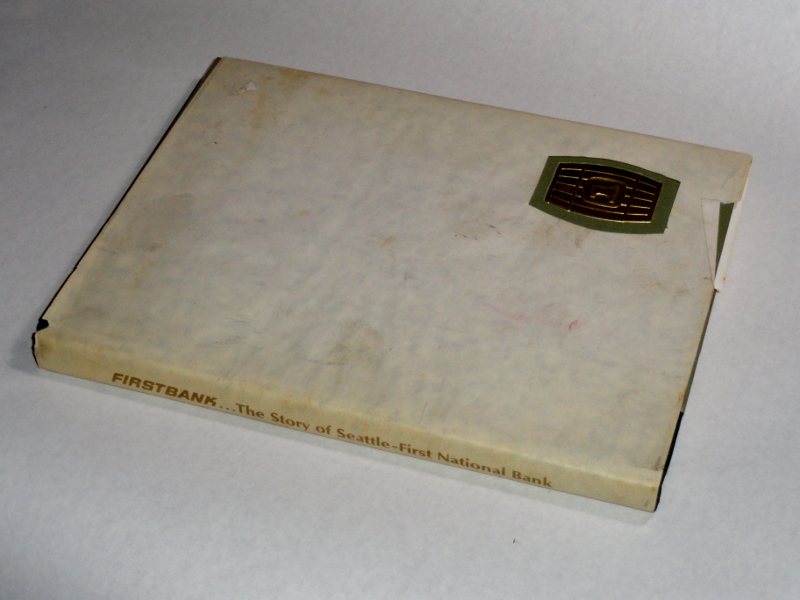 FIRSTBANK...The Story of Seattle-First National Bank